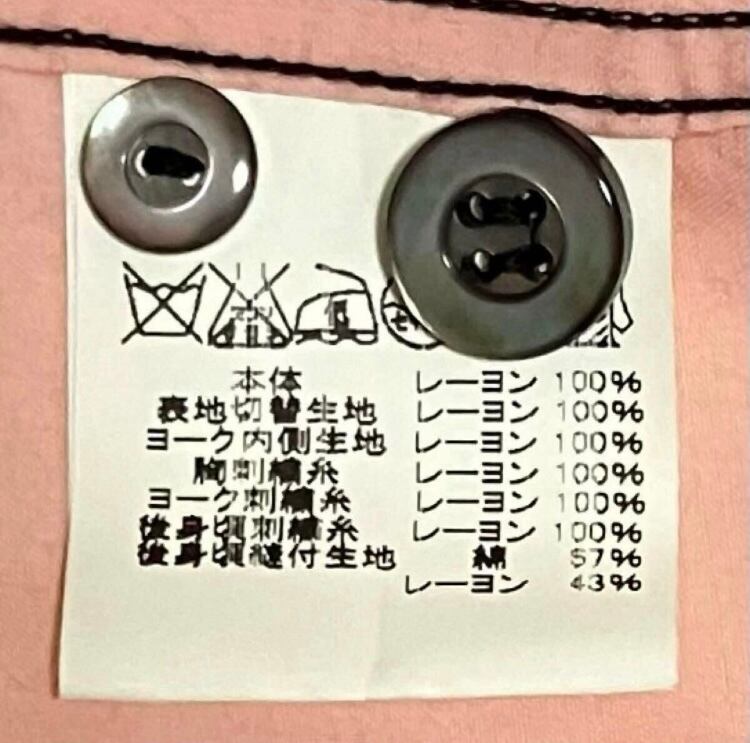 低
本体 レーヨン 100%
表地切替生地 レーヨン 100%
ヨーク内側生地 レーヨン 100%
胸刺繍糸 レーヨン 100%
ヨーク刺繍糸 レーヨン 100%
後身頃刺繍糸 レーヨン 100%
後身頃縫付生地 綿 57%
レーヨン 43%